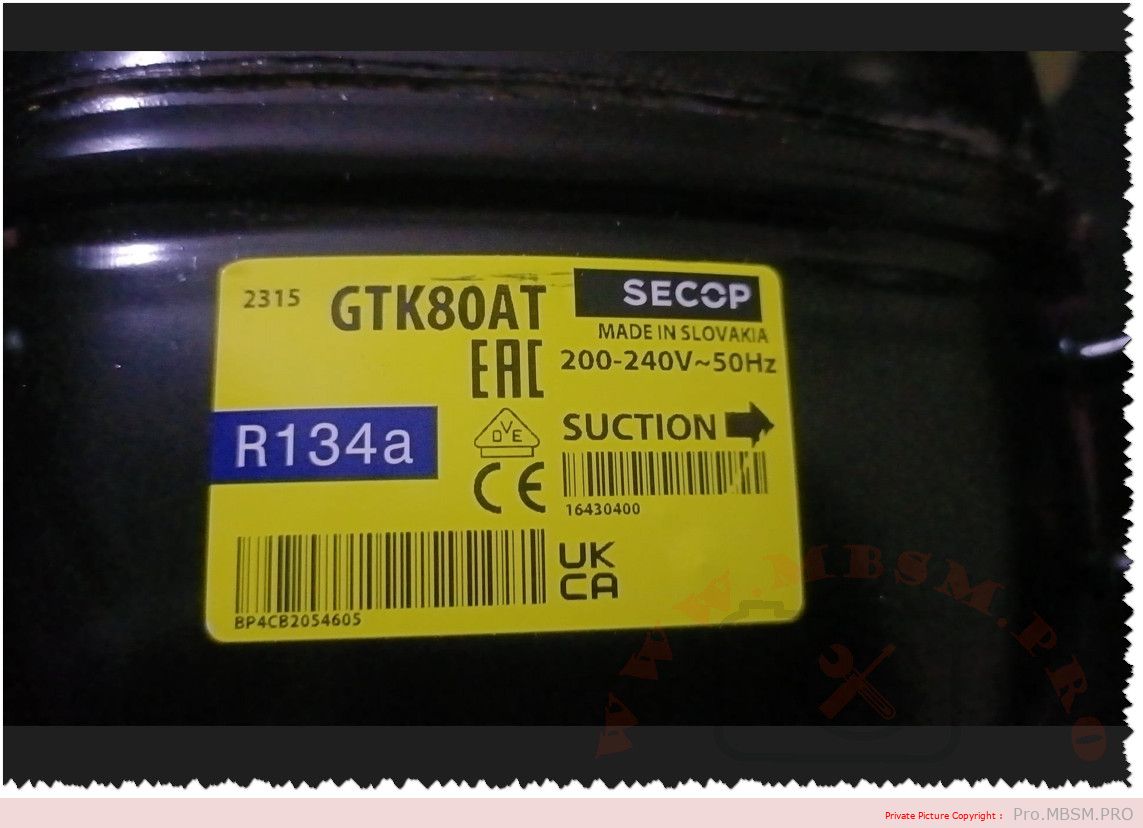 2315 GTK80AT SECOP
MADE IN SLOVAKIA
EAC 200-240V~50Hz
R134a
DVE SUCTION
CE
16430400
BP4CB2054605
UK
CA
WWW.MBSM.PRO
Private Picture Copyright : Pro.MBSM.PRO